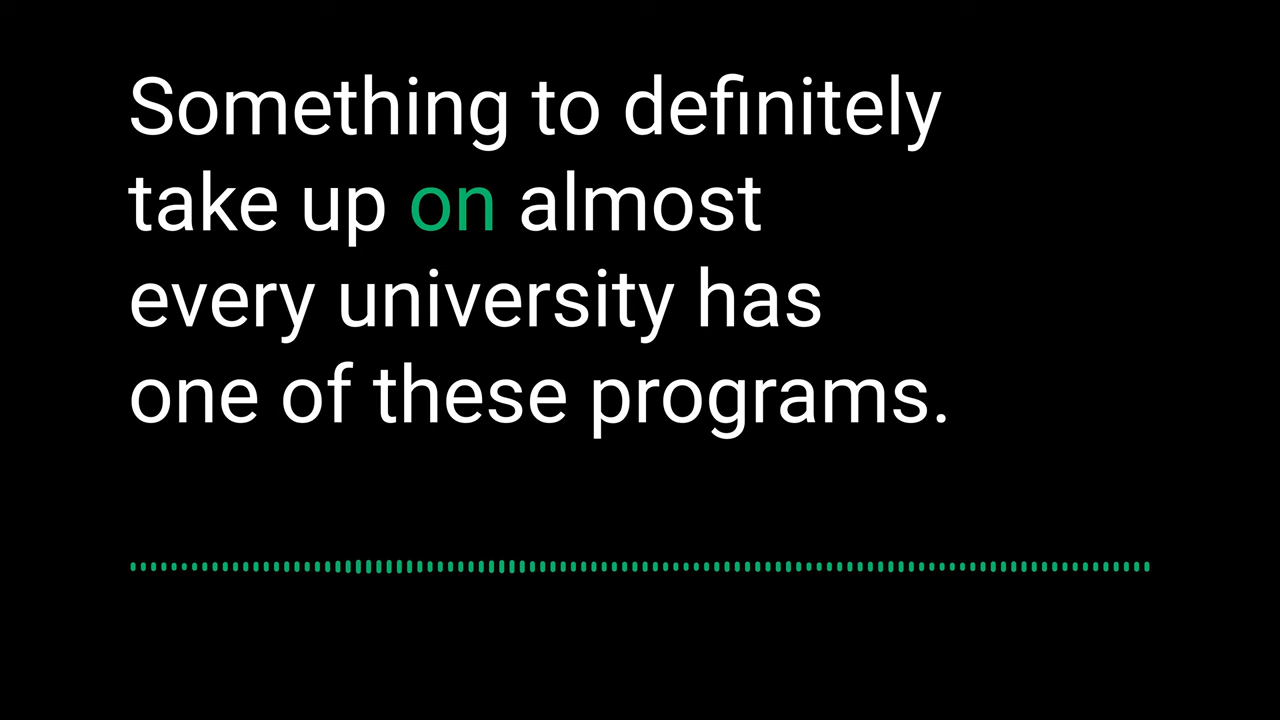 Something to definitely
take up on almost
every university has
one of these programs.